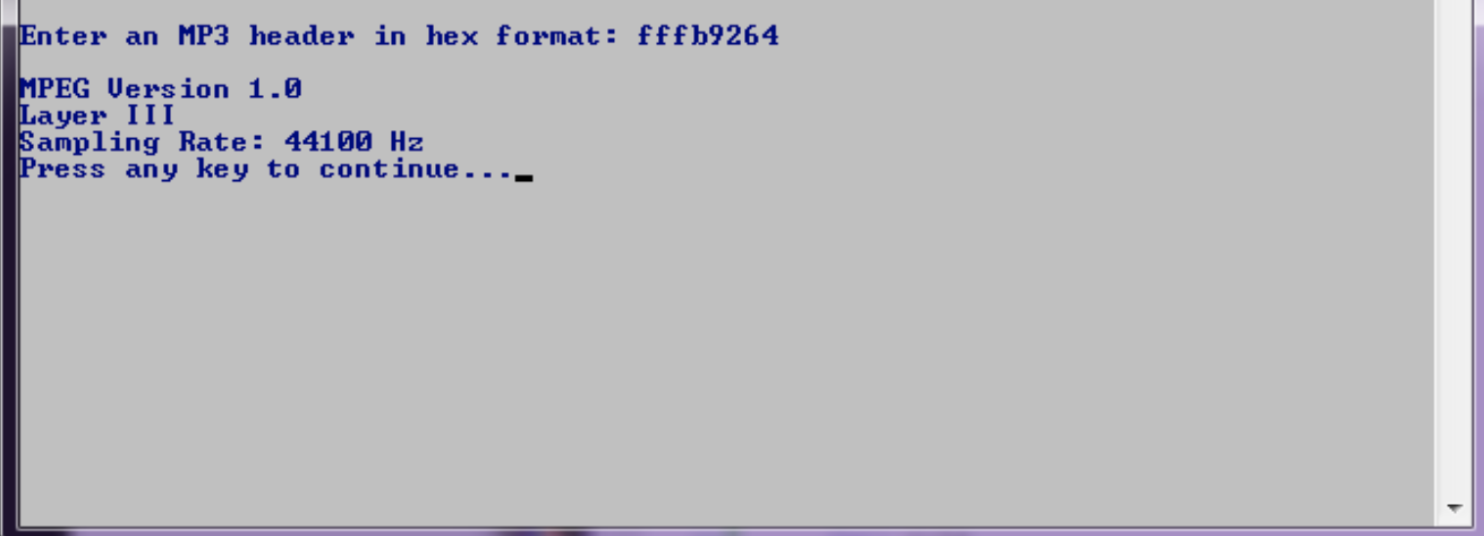 Enter an MP3 header in hex format: fffb9264
MPEG Version 1.0
Layer III
Sampling Rate: 44100 Hz
Press any key to continue...